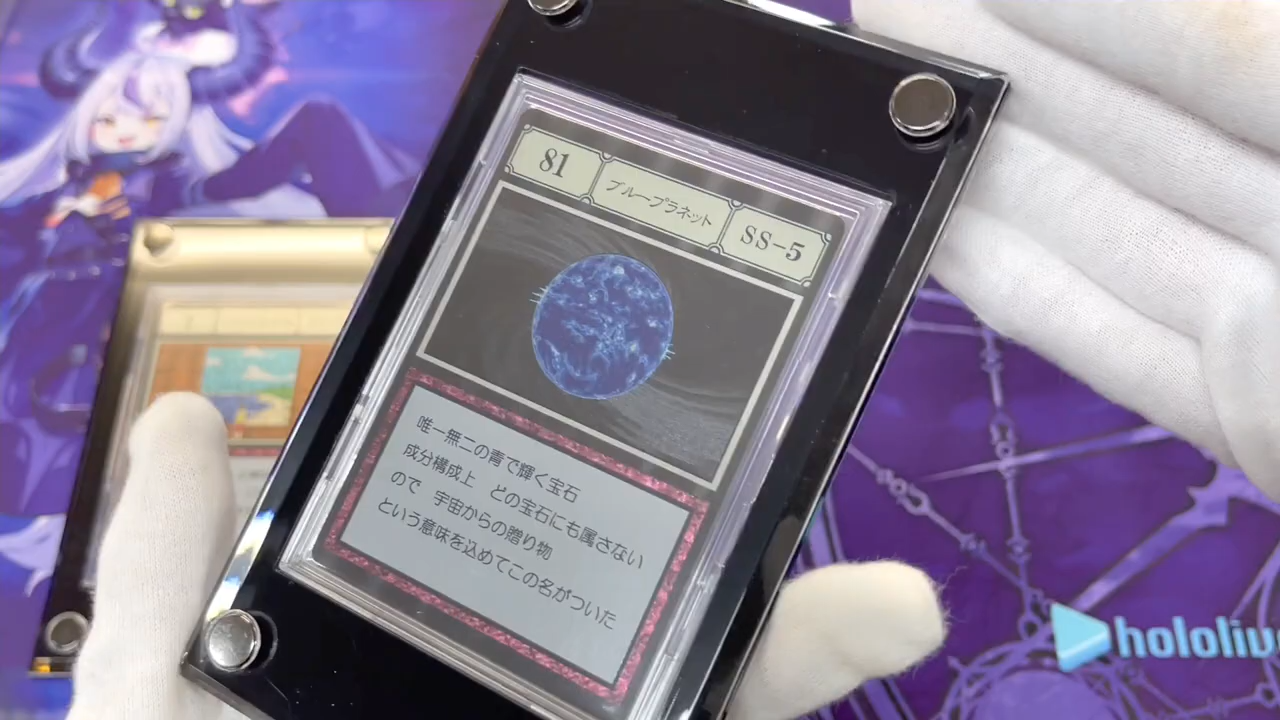 81
ブループラネット
SS-5
唯一無二の青で輝く宝石
成分構成上　どの宝石にも属さない
ので　宇宙からの贈り物
という意味を込めてこの名がついた
hololiv